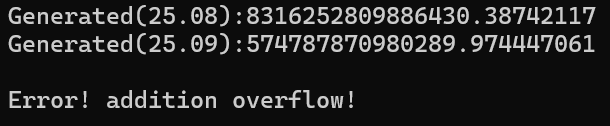 Generated(25.08):8316252809886430.38742117
Generated(25.09):574787870980289.974447061
Error! addition overflow!